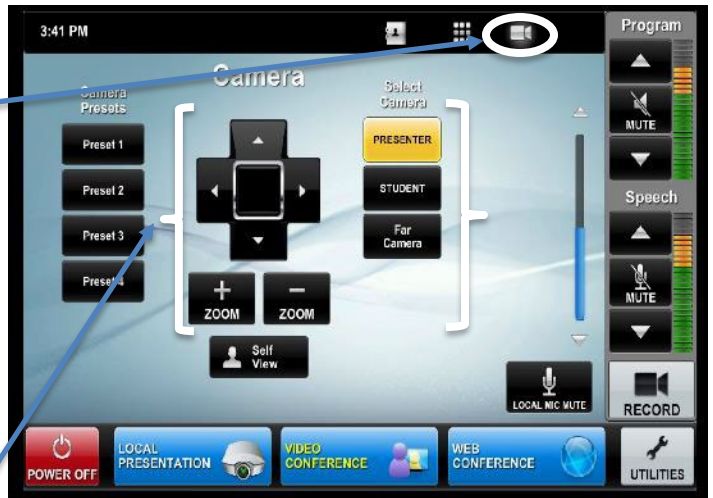 3:41 PM
Program
Camera
Camera
Presets
Select
Camera
Preset 1
Preset 2
Preset 3
Preset 4
PRESENTER
STUDENT
Far
Camera
MUTE
Speech
+
ZOOM
−
ZOOM
Self
View
MUTE
LOCAL MIC MUTE
RECORD
POWER OFF
LOCAL
PRESENTATION
VIDEO
CONFERENCE
WEB
CONFERENCE
UTILITIES